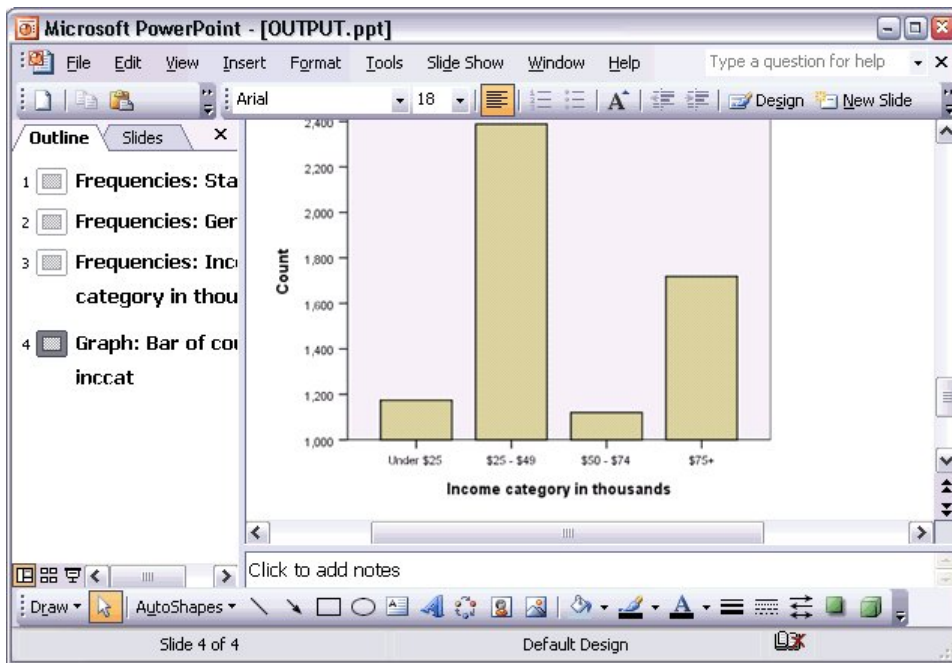 Microsoft PowerPoint - [OUTPUT.ppt]
File Edit View Insert Format Tools Slide Show Window Help Type a question for help
Arial 18 A Design New Slide
Outline Slides
1 Frequencies: Sta
2 Frequencies: Ger
3 Frequencies: Inc
category in thou
4 Graph: Bar of cou
inccat
2,400
2,200
2,000
1,800
1,600
1,400
1,200
1,000
Count
Under $25 $25 - $49 $50 - $74 $75+
Income category in thousands
Click to add notes
Draw AutoShapes A A
Slide 4 of 4 Default Design